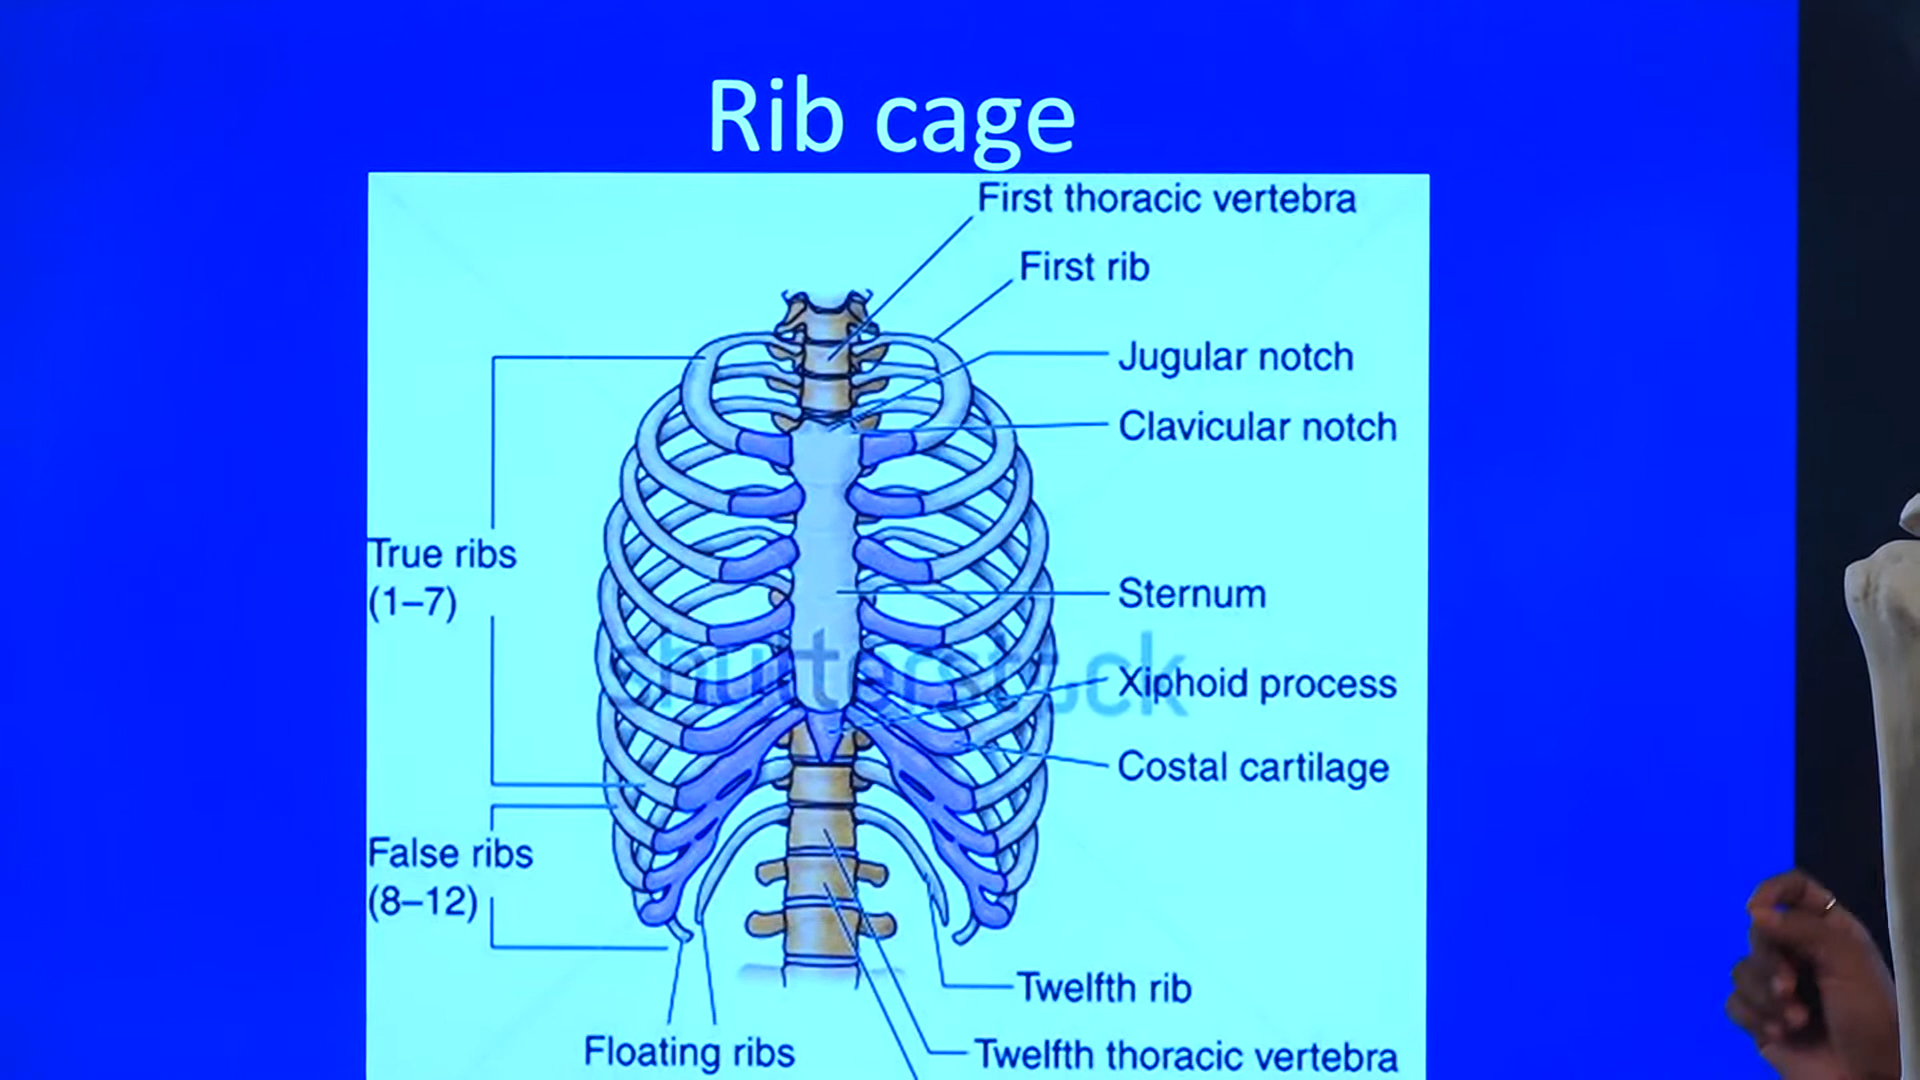 Rib cage
First thoracic vertebra
First rib
Jugular notch
Clavicular notch
True ribs
(1–7)
Sternum
shutterstock
Xiphoid process
Costal cartilage
False ribs
(8–12)
Twelfth rib
Floating ribs
Twelfth thoracic vertebra